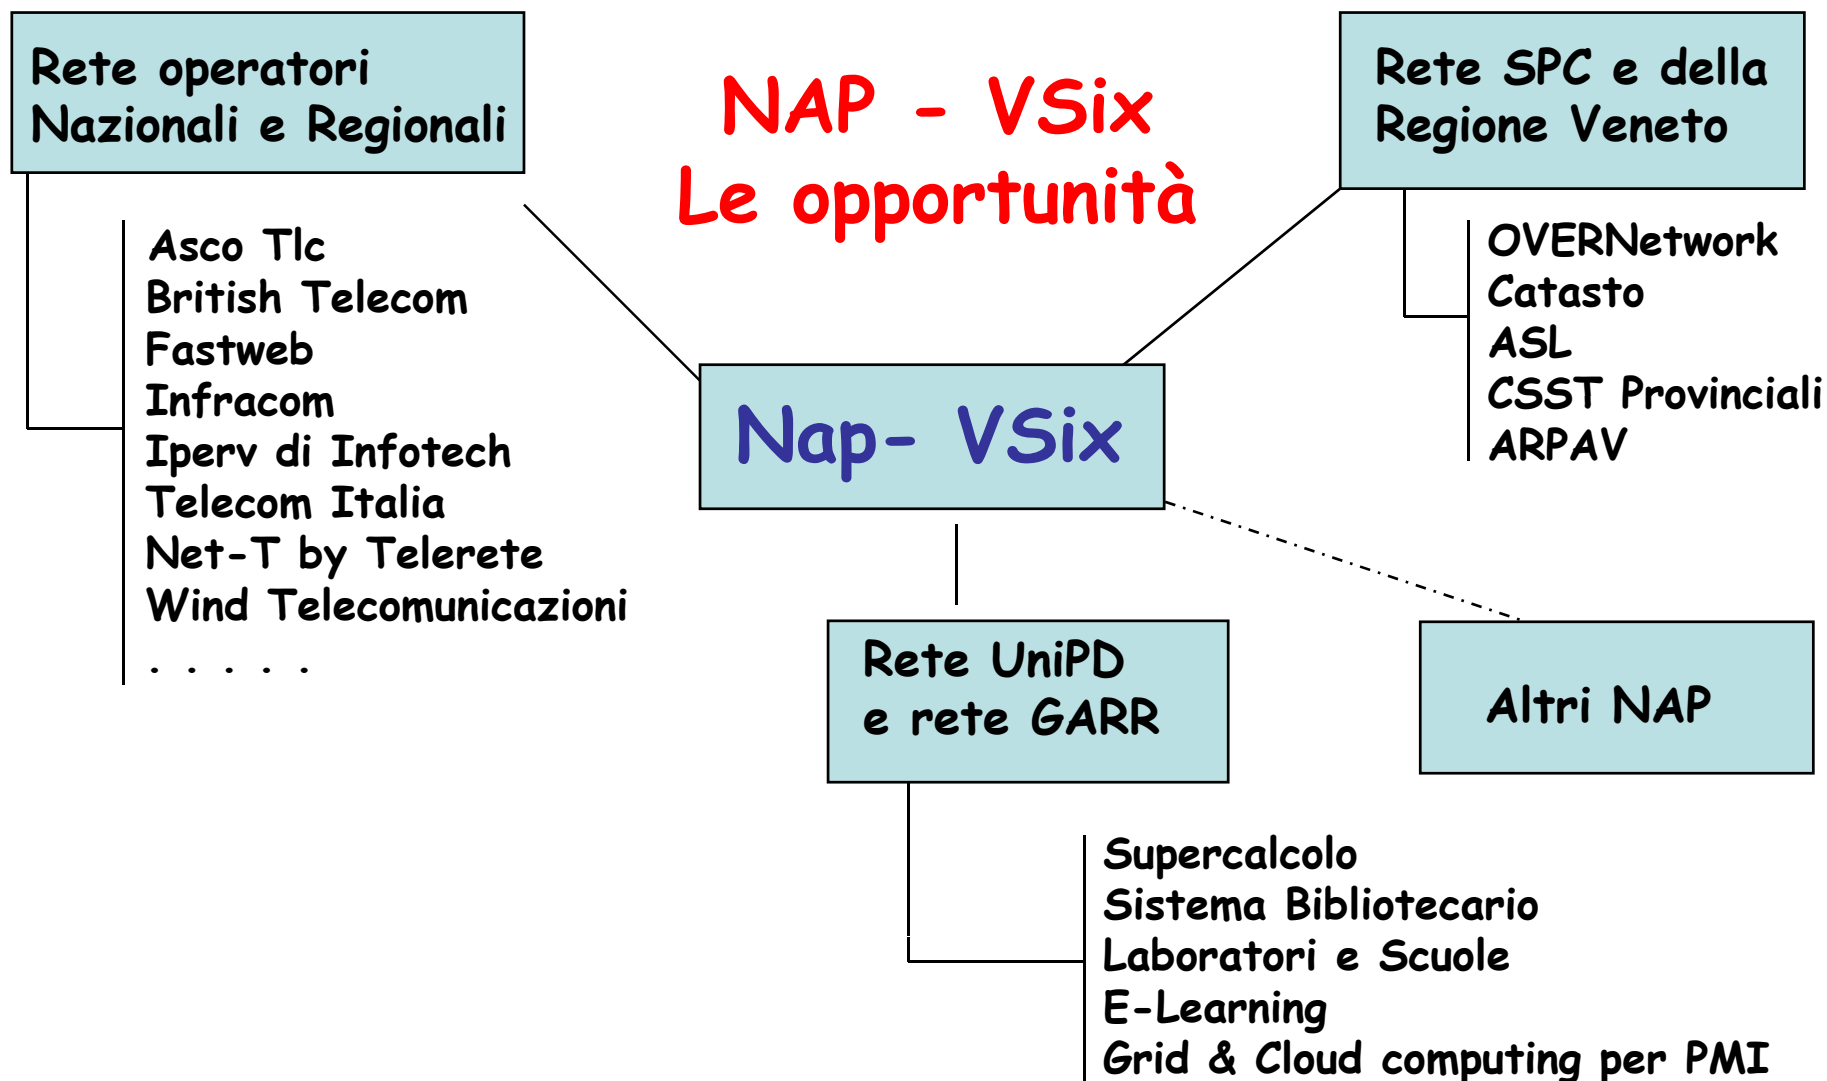 Rete operatori
Nazionali e Regionali
NAP - VSix
Le opportunità
Rete SPC e della
Regione Veneto
Asco Tlc
British Telecom
Fastweb
Infracom
Iperv di Infotech
Telecom Italia
Net-T by Telerete
Wind Telecomunicazioni
. . . . .
OVERNetwork
Catasto
ASL
CSST Provinciali
ARPAV
Nap- VSix
Rete UniPD
e rete GARR
Altri NAP
Supercalcolo
Sistema Bibliotecario
Laboratori e Scuole
E-Learning
Grid & Cloud computing per PMI